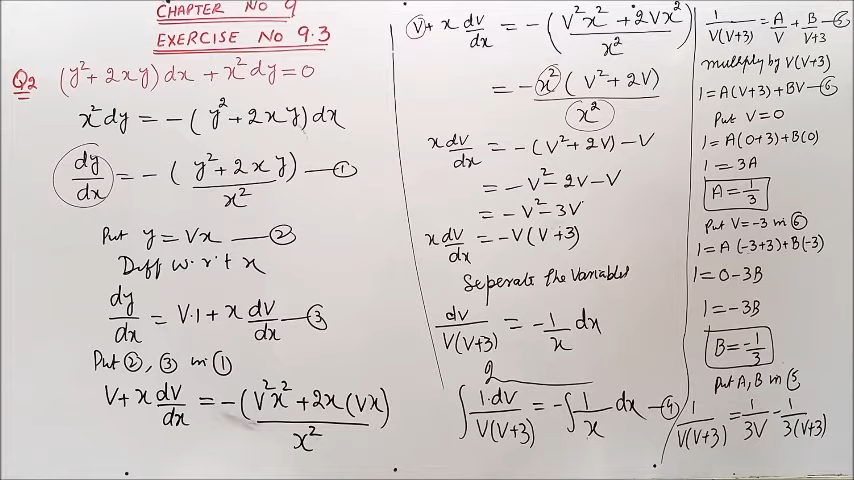 CHAPTER NO 9
EXERCISE NO 9.3
Q2 (y² + 2xy) dx + x² dy = 0
x² dy = - (y² + 2xy) dx
dy/dx = - (y² + 2xy)/x² — ①
Put y = Vx — ②
Diff w.r.t x
dy/dx = V·1 + x dV/dx — ③
Put ②, ③ in ①
V + x dV/dx = - (V²x² + 2x(Vx))/x²
V + x dV/dx = - (V²x² + 2Vx²)/x²
= - x²(V² + 2V)/x²
x dV/dx = - (V² + 2V) - V
= - V² - 2V - V
= - V² - 3V
x dV/dx = - V(V+3)
Seperate the Variables
dV/V(V+3) = - 1/x dx
∫ 1·dV/V(V+3) = - ∫ 1/x dx — ④
1/V(V+3) = A/V + B/V+3 — ⑤
multiply by V(V+3)
1 = A(V+3) + BV — ⑥
Put V = 0
1 = A(0+3) + B(0)
1 = 3A
A = 1/3
Put V = -3 in ⑥
1 = A(-3+3) + B(-3)
1 = 0 - 3B
1 = -3B
B = -1/3
Put A, B in ⑤
1/V(V+3) = 1/3V - 1/3(V+3)